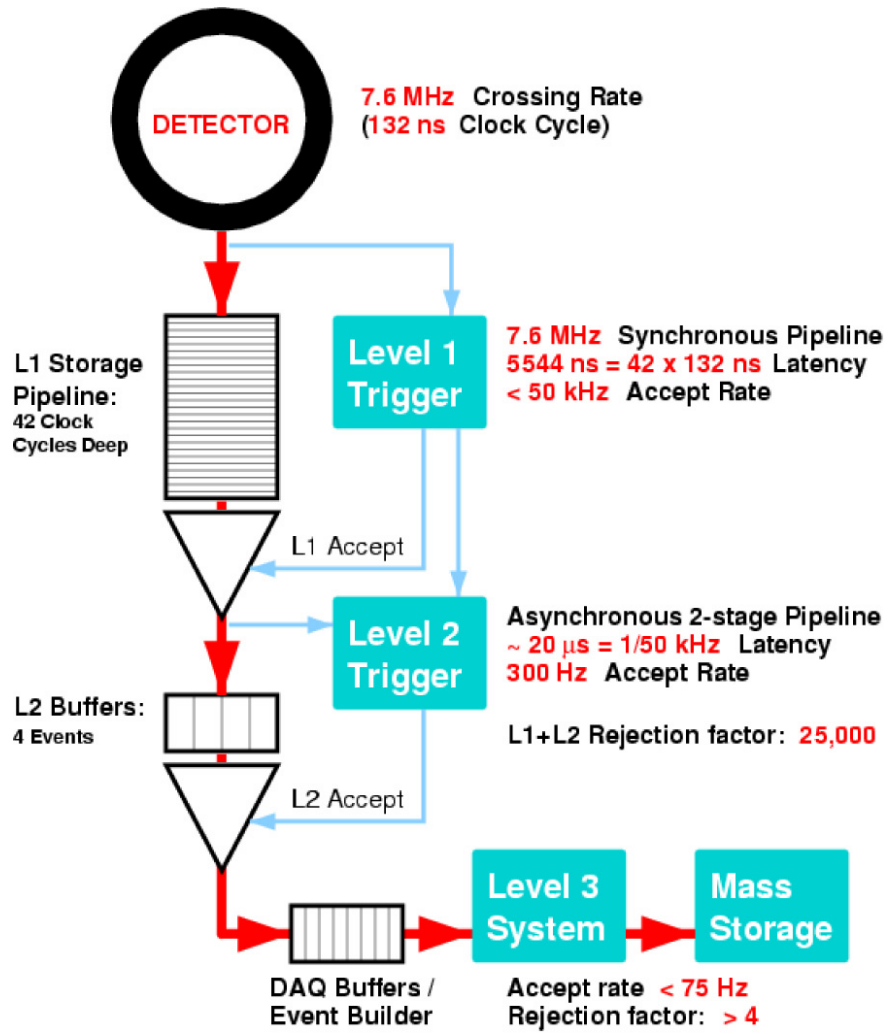 DETECTOR
7.6 MHz Crossing Rate
(132 ns Clock Cycle)
L1 Storage
Pipeline:
42 Clock
Cycles Deep
Level 1
Trigger
7.6 MHz Synchronous Pipeline
5544 ns = 42 x 132 ns Latency
< 50 kHz Accept Rate
L1 Accept
Level 2
Trigger
Asynchronous 2-stage Pipeline
~ 20 μs = 1/50 kHz Latency
300 Hz Accept Rate
L2 Buffers:
4 Events
L1+L2 Rejection factor: 25,000
L2 Accept
Level 3
System
Mass
Storage
DAQ Buffers /
Event Builder
Accept rate < 75 Hz
Rejection factor: > 4